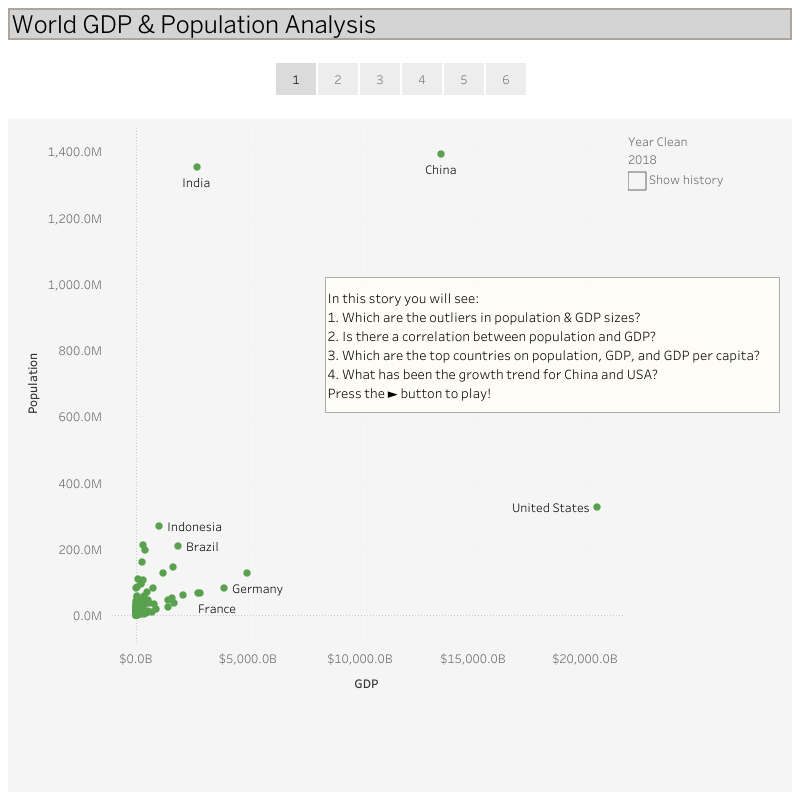 World GDP & Population Analysis
1 2 3 4 5 6
Year Clean
2018
Show history
1,400.0M
1,200.0M
1,000.0M
800.0M
600.0M
400.0M
200.0M
0.0M
Population
India
China
In this story you will see:
1. Which are the outliers in population & GDP sizes?
2. Is there a correlation between population and GDP?
3. Which are the top countries on population, GDP, and GDP per capita?
4. What has been the growth trend for China and USA?
Press the ► button to play!
United States
Indonesia
Brazil
Germany
France
$0.0B $5,000.0B $10,000.0B $15,000.0B $20,000.0B
GDP